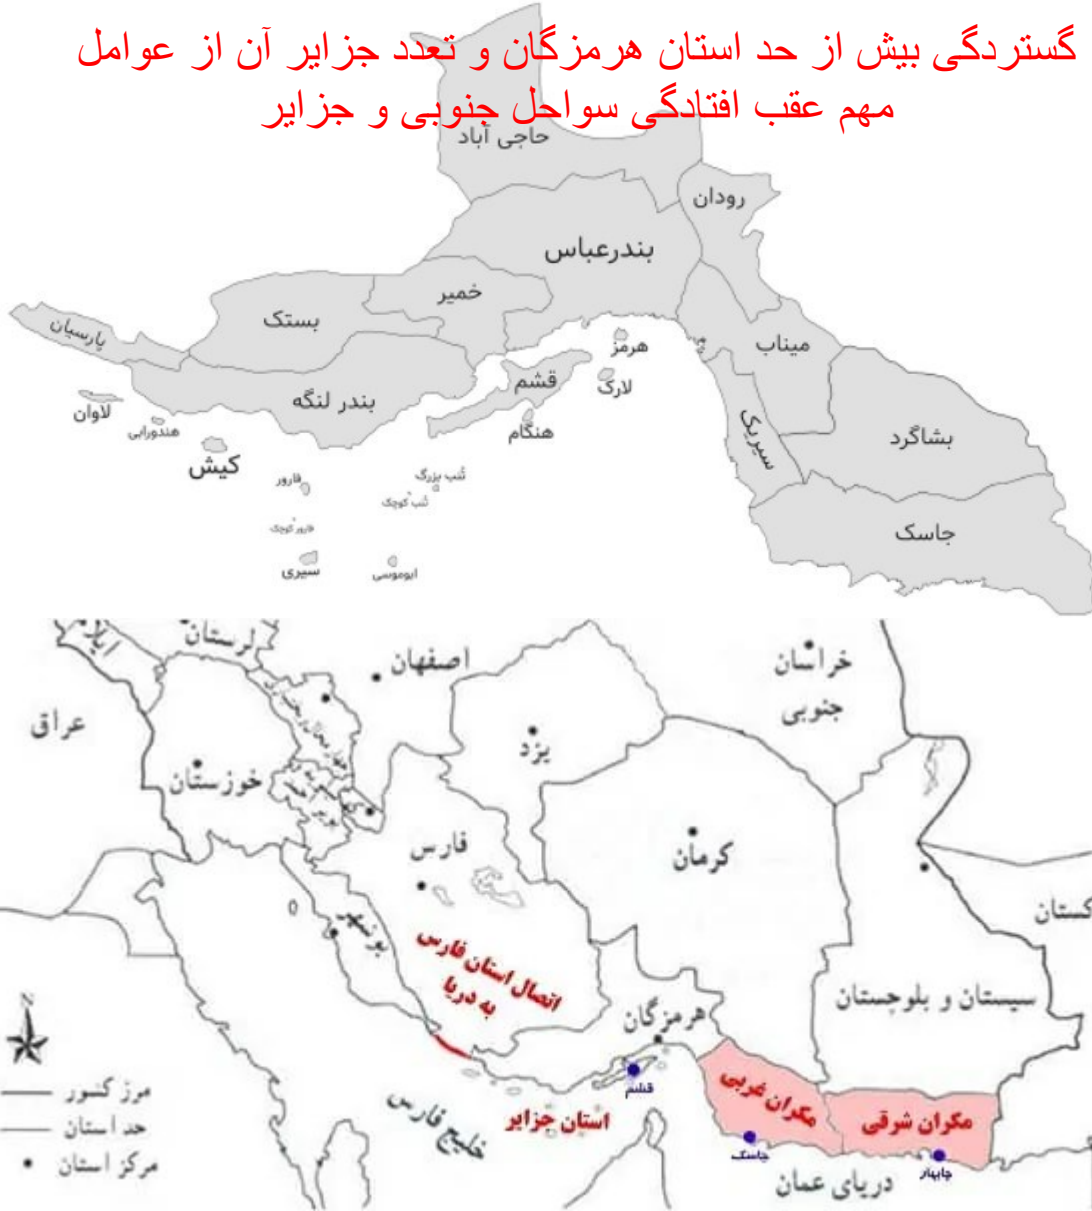 گستردگی بیش از حد استان هرمزگان و تعدد جزایر آن از عوامل
مهم عقب افتادگی سواحل جنوبی و جزایر
حاجی آباد
رودان
بندرعباس
خمیر
بستک
پارسیان
میناب
هرمز
قشم
لارک
بندر لنگه
لاوان
هندورابی
هنگام
سیریک
بشاگرد
کیش
تنب بزرگ
فارور
تنب کوچک
فارور کوچک
جاسک
سیری
ابوموسی
لرستان
اصفهان
خراسان
جنوبی
عراق
یزد
خوزستان
فارس
کرمان
کستان
بوشهر
اتصال استان فارس
به دریا
سیستان و بلوچستان
هرمزگان
N
قشم
مکران غربی
مکران شرقی
استان جزایر
خلیج فارس
جاسک
چابهار
دریای عمان
مرز کشور
حد استان
مرکز استان